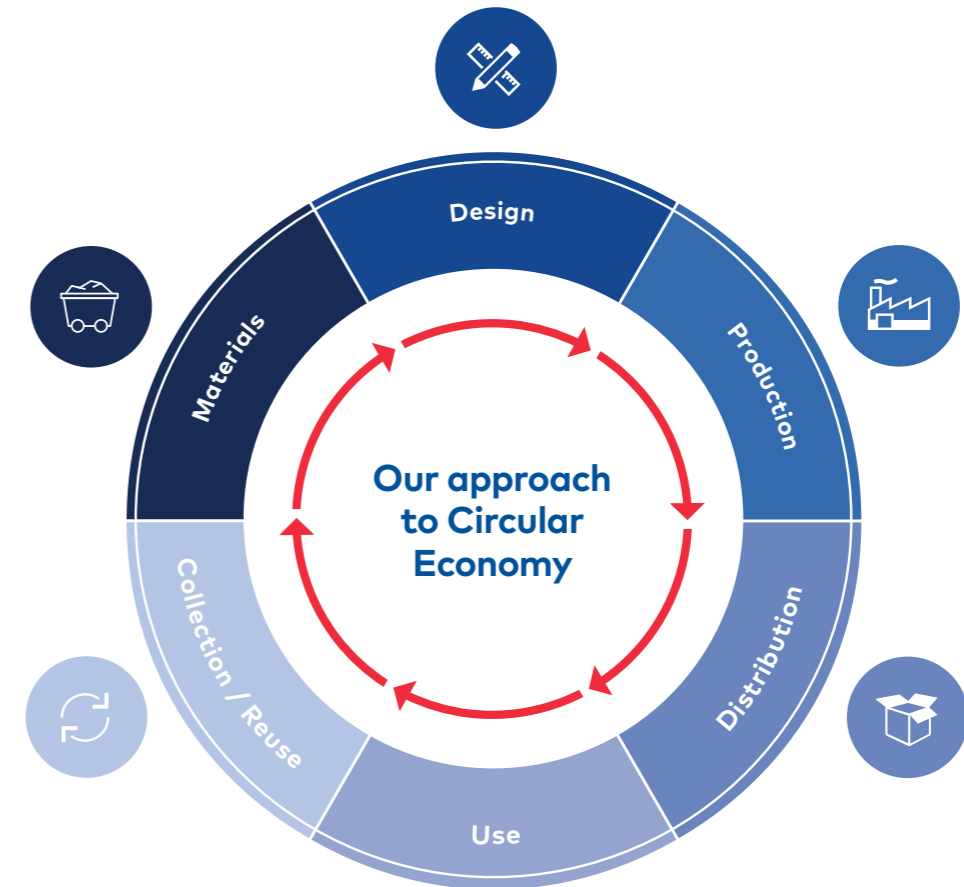 Design
Production
Distribution
Use
Collection / Reuse
Materials
Our approach
to Circular
Economy